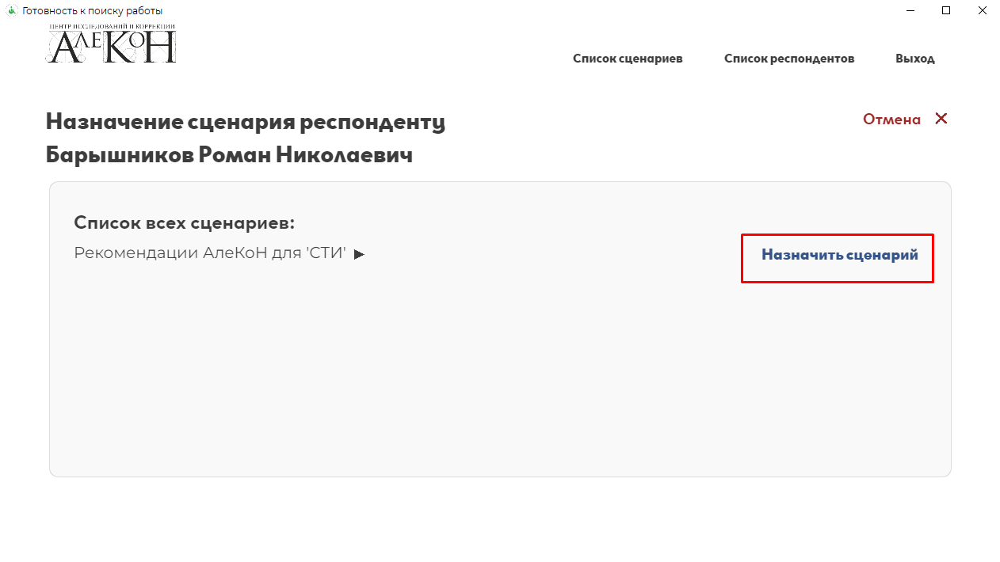 Готовность к поиску работы
ЦЕНТР ИССЛЕДОВАНИЙ И КОРРЕКЦИИ
АЛЕКОН
Список сценариев Список респондентов Выход
Назначение сценария респонденту
Отмена
Барышников Роман Николаевич
Список всех сценариев:
Рекомендации АлеКоН для 'СТИ'
Назначить сценарий